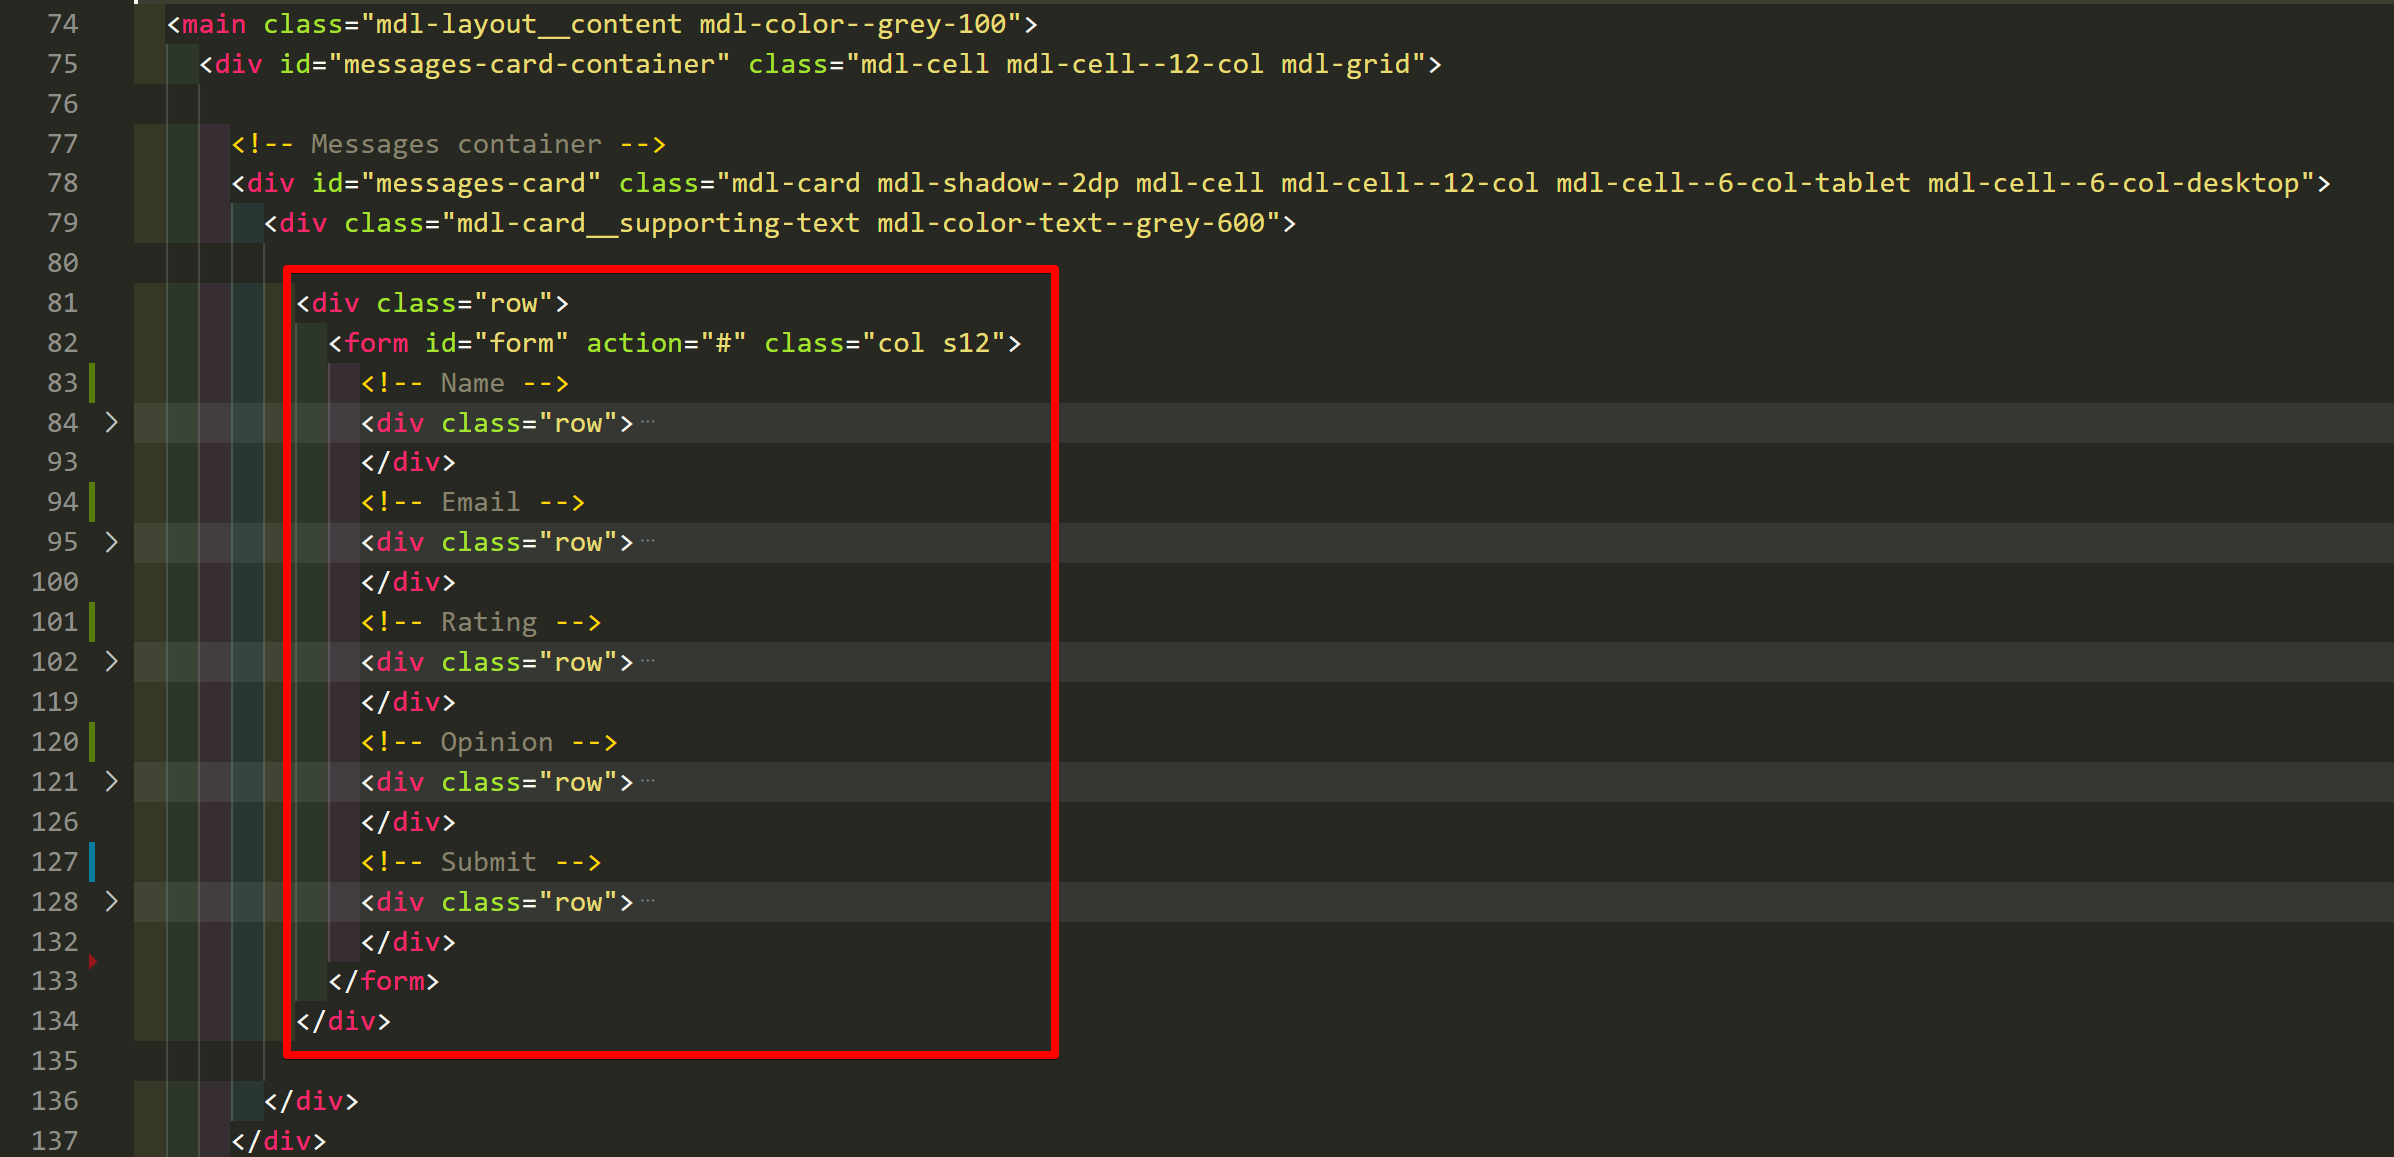 74 <main class="mdl-layout__content mdl-color--grey-100">
75 <div id="messages-card-container" class="mdl-cell mdl-cell--12-col mdl-grid">
76
77 <!-- Messages container -->
78 <div id="messages-card" class="mdl-card mdl-shadow--2dp mdl-cell mdl-cell--12-col mdl-cell--6-col-tablet mdl-cell--6-col-desktop">
79 <div class="mdl-card__supporting-text mdl-color-text--grey-600">
80
81 <div class="row">
82 <form id="form" action="#" class="col s12">
83 <!-- Name -->
84 <div class="row">···
93 </div>
94 <!-- Email -->
95 <div class="row">···
100 </div>
101 <!-- Rating -->
102 <div class="row">···
119 </div>
120 <!-- Opinion -->
121 <div class="row">···
126 </div>
127 <!-- Submit -->
128 <div class="row">···
132 </div>
133 </form>
134 </div>
135
136 </div>
137 </div>